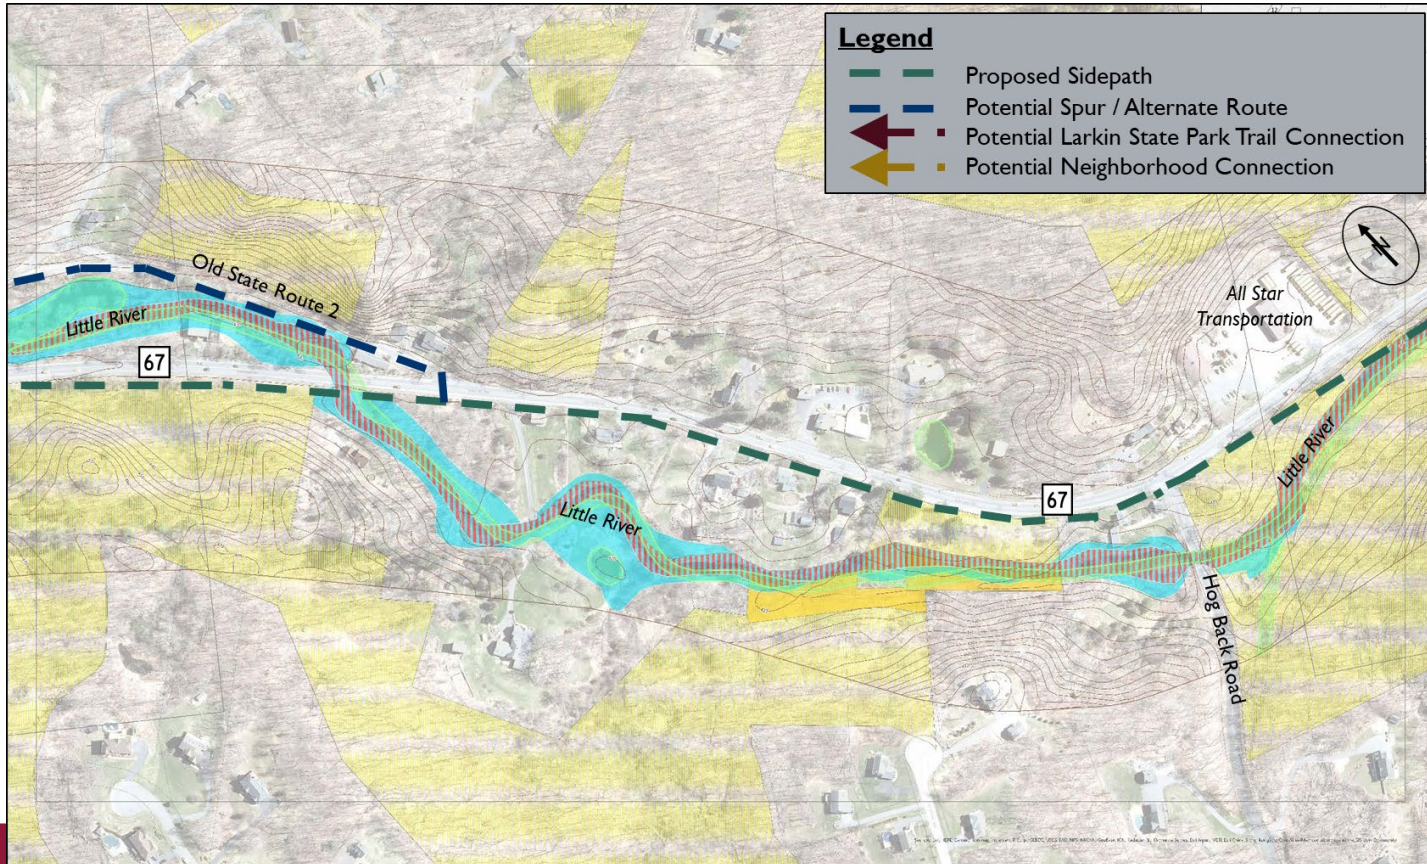 Legend
Proposed Sidepath
Potential Spur / Alternate Route
Potential Larkin State Park Trail Connection
Potential Neighborhood Connection
N
Old State Route 2
Little River
67
All Star
Transportation
Little River
Little River
67
Hog Back Road